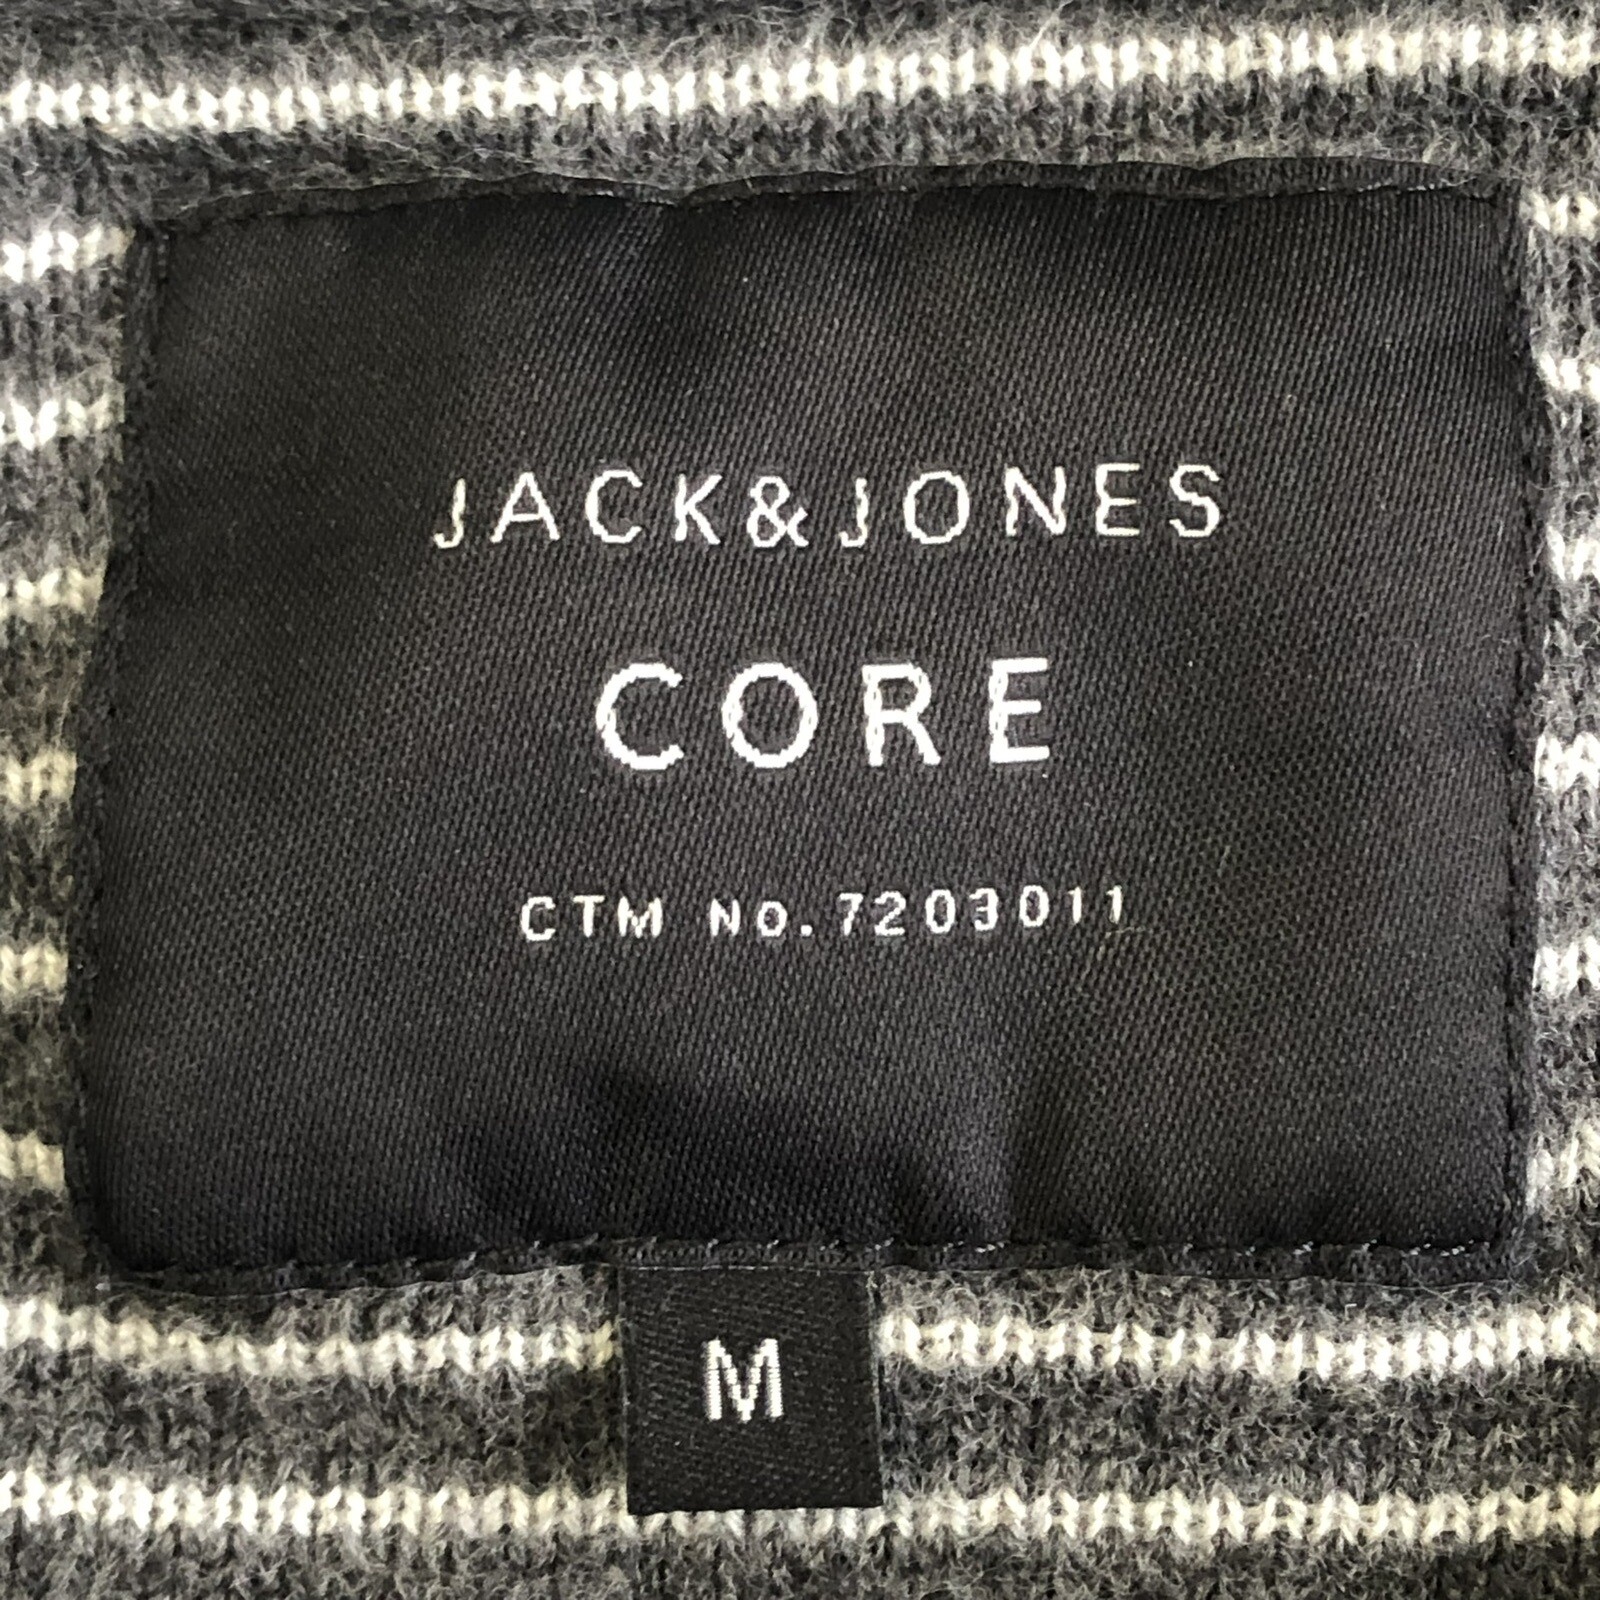 JACK&JONES
CORE
CTM No. 7203011
M